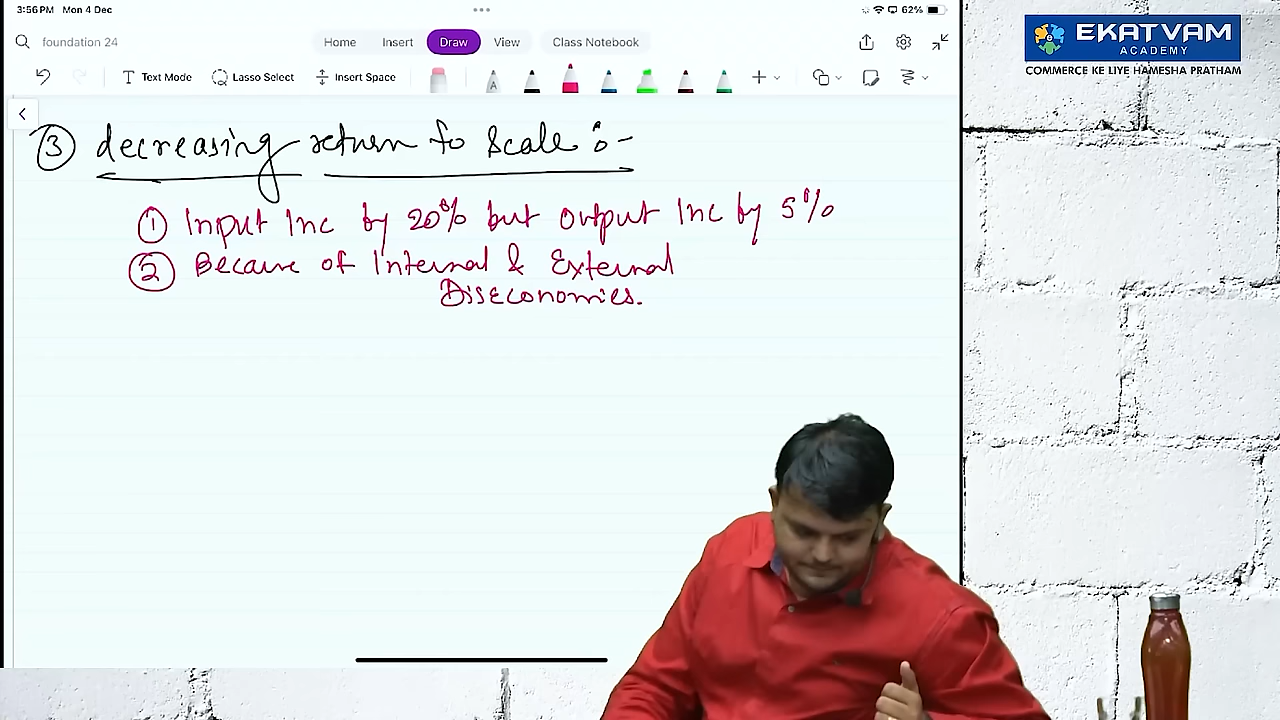 3:56 PM Mon 4 Dec
62%
foundation 24
Home Insert Draw View Class Notebook
Text Mode Lasso Select Insert Space
EKATVAM
ACADEMY
COMMERCE KE LIYE HAMESHA PRATHAM
③ decreasing return to Scale :-
① Input Inc by 20% but output Inc by 5%
② Because of Internal & External
Diseconomies.